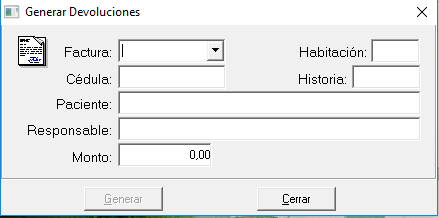 Generar Devoluciones
Factura: Habitación:
Cédula: Historia:
Paciente:
Responsable:
Monto: 0,00
Generar Cerrar